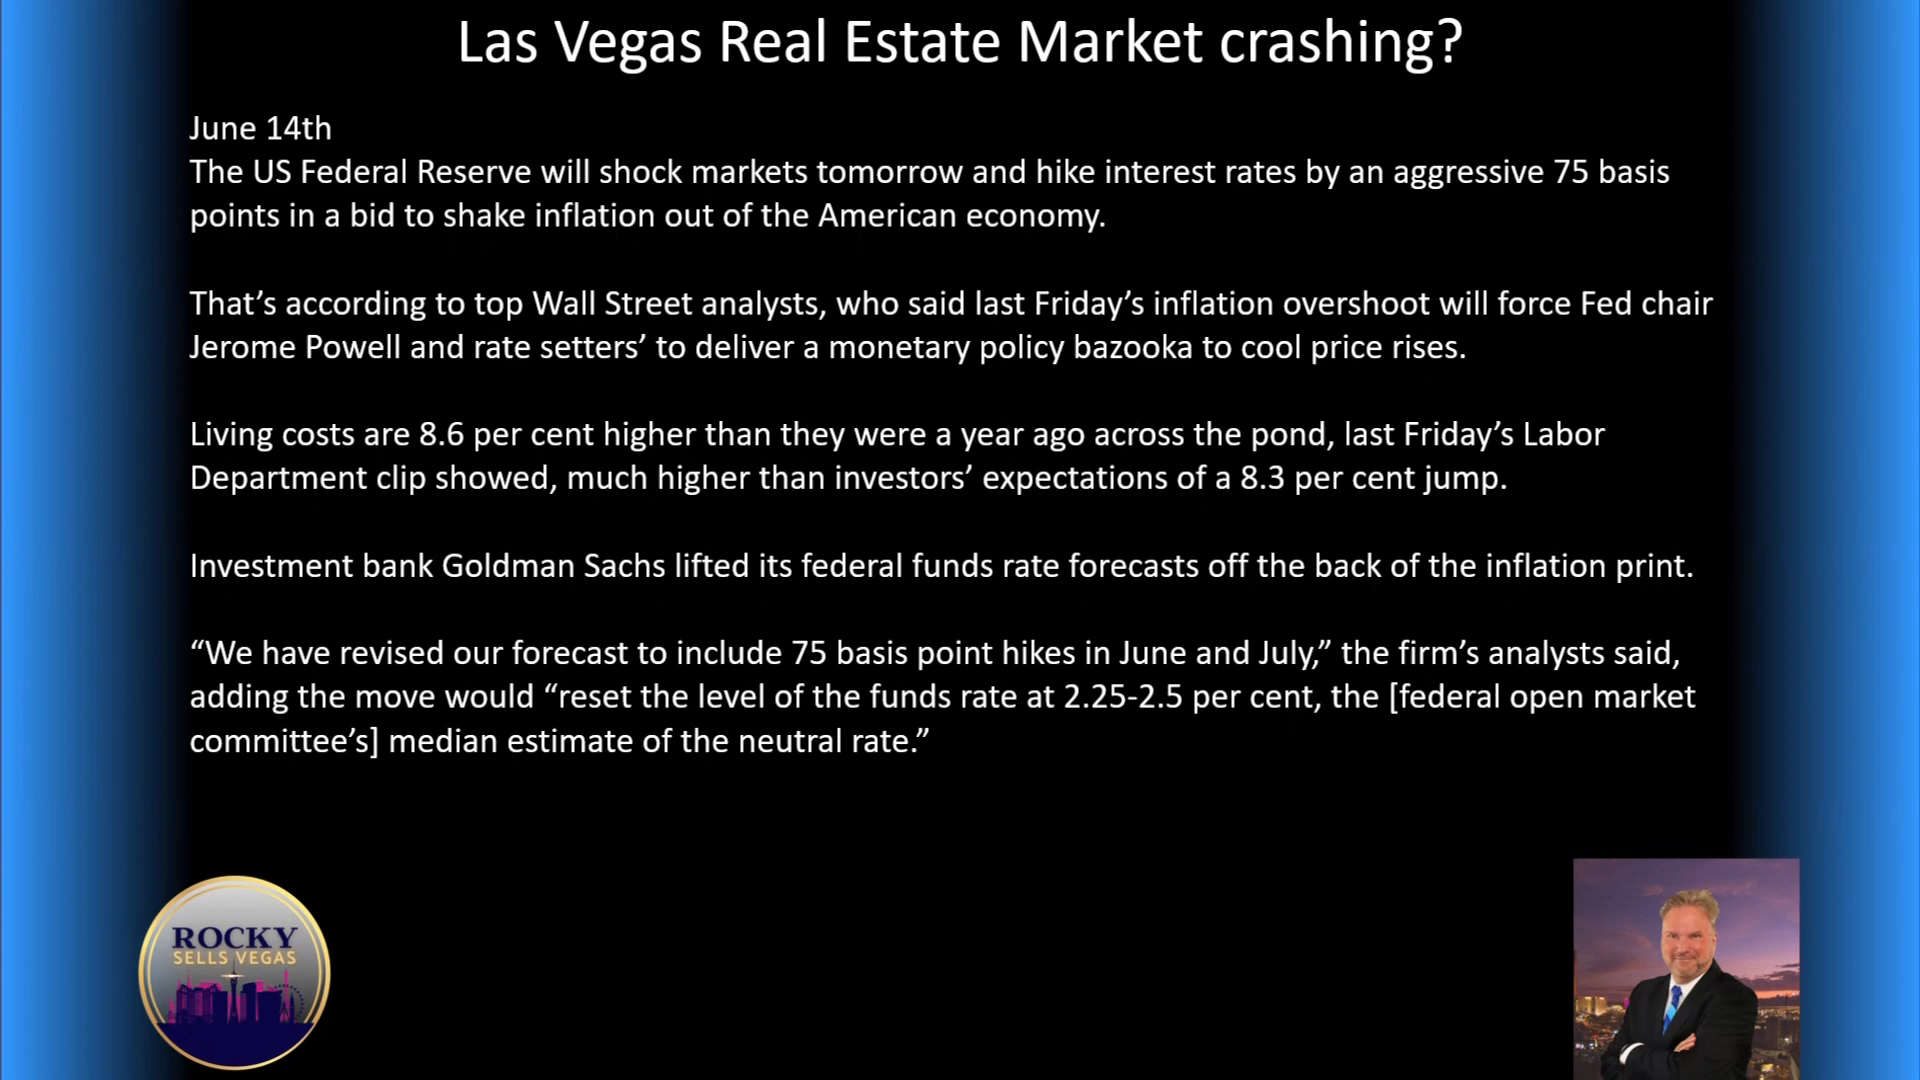 Las Vegas Real Estate Market crashing?
June 14th
The US Federal Reserve will shock markets tomorrow and hike interest rates by an aggressive 75 basis
points in a bid to shake inflation out of the American economy.
That’s according to top Wall Street analysts, who said last Friday’s inflation overshoot will force Fed chair
Jerome Powell and rate setters’ to deliver a monetary policy bazooka to cool price rises.
Living costs are 8.6 per cent higher than they were a year ago across the pond, last Friday’s Labor
Department clip showed, much higher than investors’ expectations of a 8.3 per cent jump.
Investment bank Goldman Sachs lifted its federal funds rate forecasts off the back of the inflation print.
“We have revised our forecast to include 75 basis point hikes in June and July,” the firm’s analysts said,
adding the move would “reset the level of the funds rate at 2.25-2.5 per cent, the [federal open market
committee’s] median estimate of the neutral rate.”
ROCKY
SELLS VEGAS